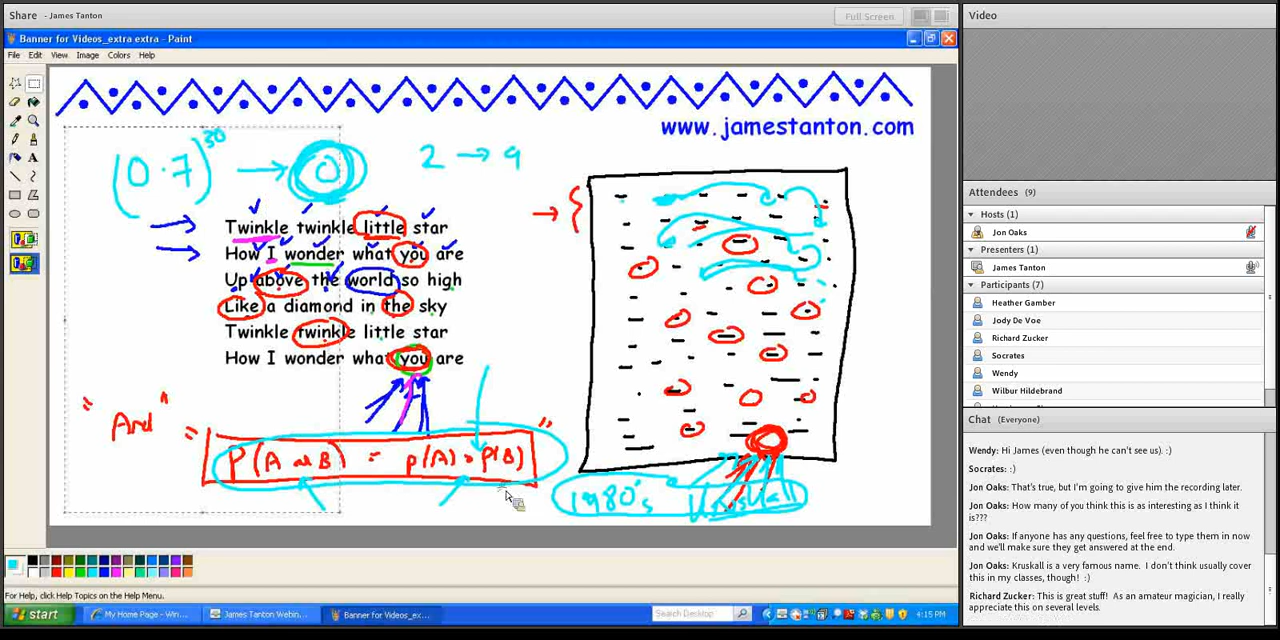 Share - James Tanton
Full Screen
Banner for Videos_extra extra - Paint
File Edit View Image Colors Help
www.jamestanton.com
(0.7)^30 → 0
2 → 9
Twinkle twinkle little star
How I wonder what you are
Up above the world so high
Like a diamond in the sky
Twinkle twinkle little star
How I wonder what you are
"And"
P(A and B) = p(A) × p(B)
1980's Kruskall
For Help, click Help Topics on the Help Menu.
start
My Home Page - Win...
James Tanton Webin...
Banner for Videos_ex...
Search Desktop
4:15 PM
Video
Attendees (9)
Hosts (1)
Jon Oaks
Presenters (1)
James Tanton
Participants (7)
Heather Gamber
Jody De Voe
Richard Zucker
Socrates
Wendy
Wilbur Hildebrand
Chat (Everyone)
Wendy: Hi James (even though he can't see us). :)
Socrates: :)
Jon Oaks: That's true, but I'm going to give him the recording later.
Jon Oaks: How many of you think this is as interesting as I think it
is???
Jon Oaks: If anyone has any questions, feel free to type them in now
and we'll make sure they get answered at the end.
Jon Oaks: Kruskall is a very famous name. I don't think usually cover
this in my classes, though! :)
Richard Zucker: This is great stuff! As an amateur magician, I really
appreciate this on several levels.